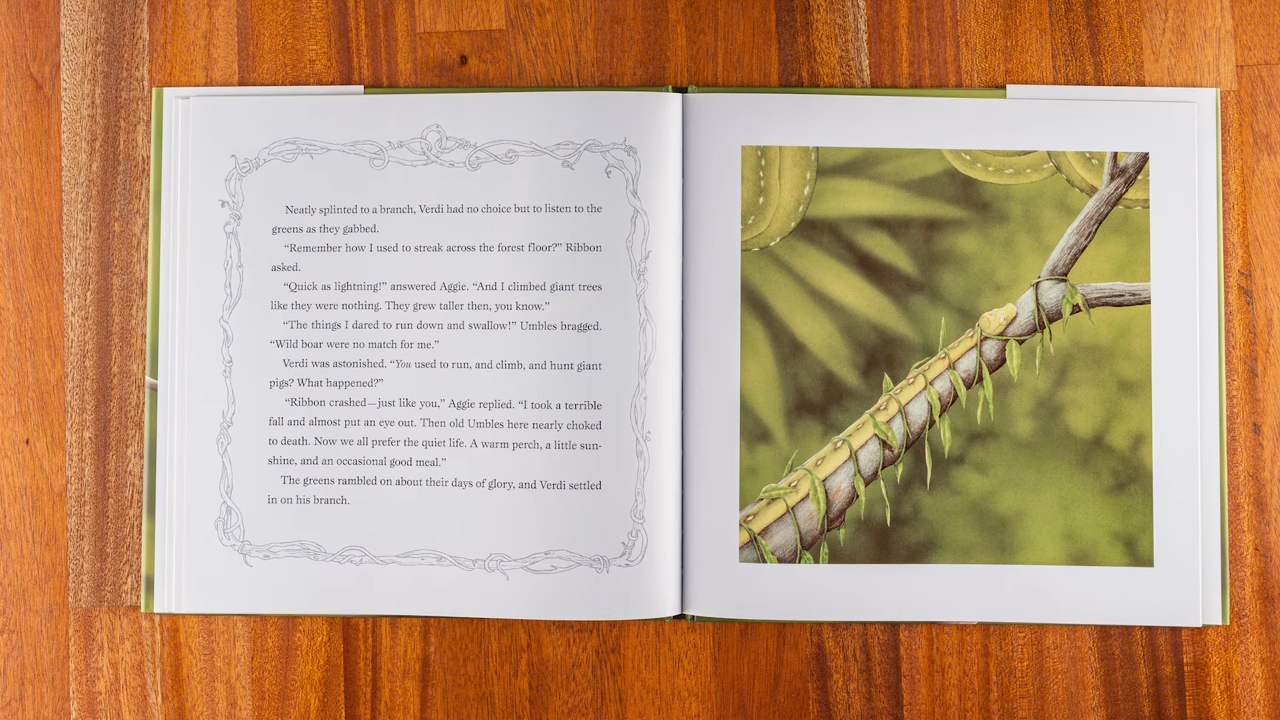 Neatly splinted to a branch, Verdi had no choice but to listen to the
greens as they gabbed.
“Remember how I used to streak across the forest floor?” Ribbon
asked.
“Quick as lightning!” answered Aggie. “And I climbed giant trees
like they were nothing. They grew taller then, you know.”
“The things I dared to run down and swallow!” Umbles bragged.
“Wild boar were no match for me.”
Verdi was astonished. “You used to run, and climb, and hunt giant
pigs? What happened?”
“Ribbon crashed—just like you,” Aggie replied. “I took a terrible
fall and almost put an eye out. Then old Umbles here nearly choked
to death. Now we all prefer the quiet life. A warm perch, a little sun-
shine, and an occasional good meal.”
The greens rambled on about their days of glory, and Verdi settled
in on his branch.